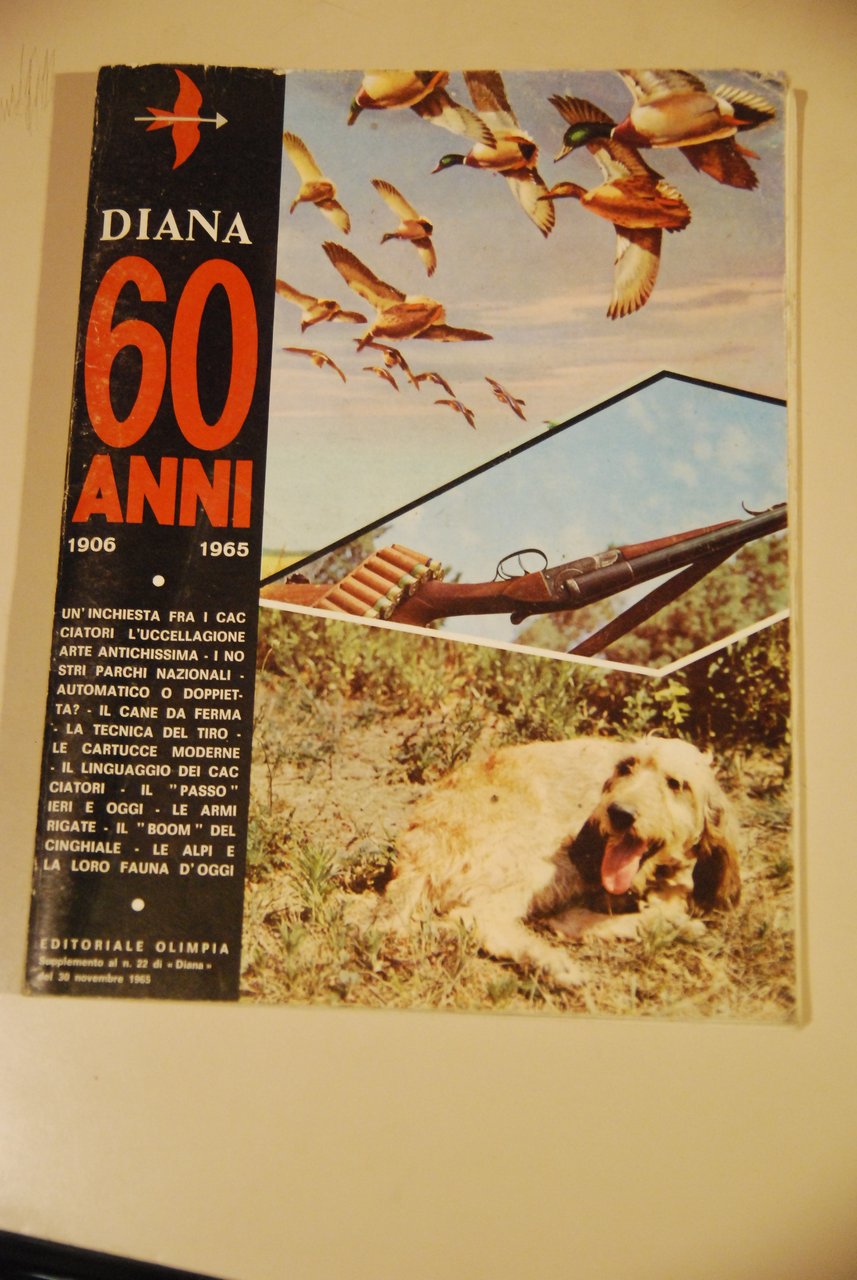 DIANA
60
ANNI
1906 1965
UN'INCHIESTA FRA I CAC
CIATORI L'UCCELLAGIONE
ARTE ANTICHISSIMA - I NO
STRI PARCHI NAZIONALI -
AUTOMATICO O DOPPIET-
TA? - IL CANE DA FERMA
- LA TECNICA DEL TIRO -
LE CARTUCCE MODERNE
- IL LINGUAGGIO DEI CAC
CIATORI - IL "PASSO"
IERI E OGGI - LE ARMI
RIGATE - IL "BOOM" DEL
CINGHIALE - LE ALPI E
LA LORO FAUNA D'OGGI
EDITORIALE OLIMPIA
Supplemento al n. 22 di «Diana»
del 30 novembre 1965